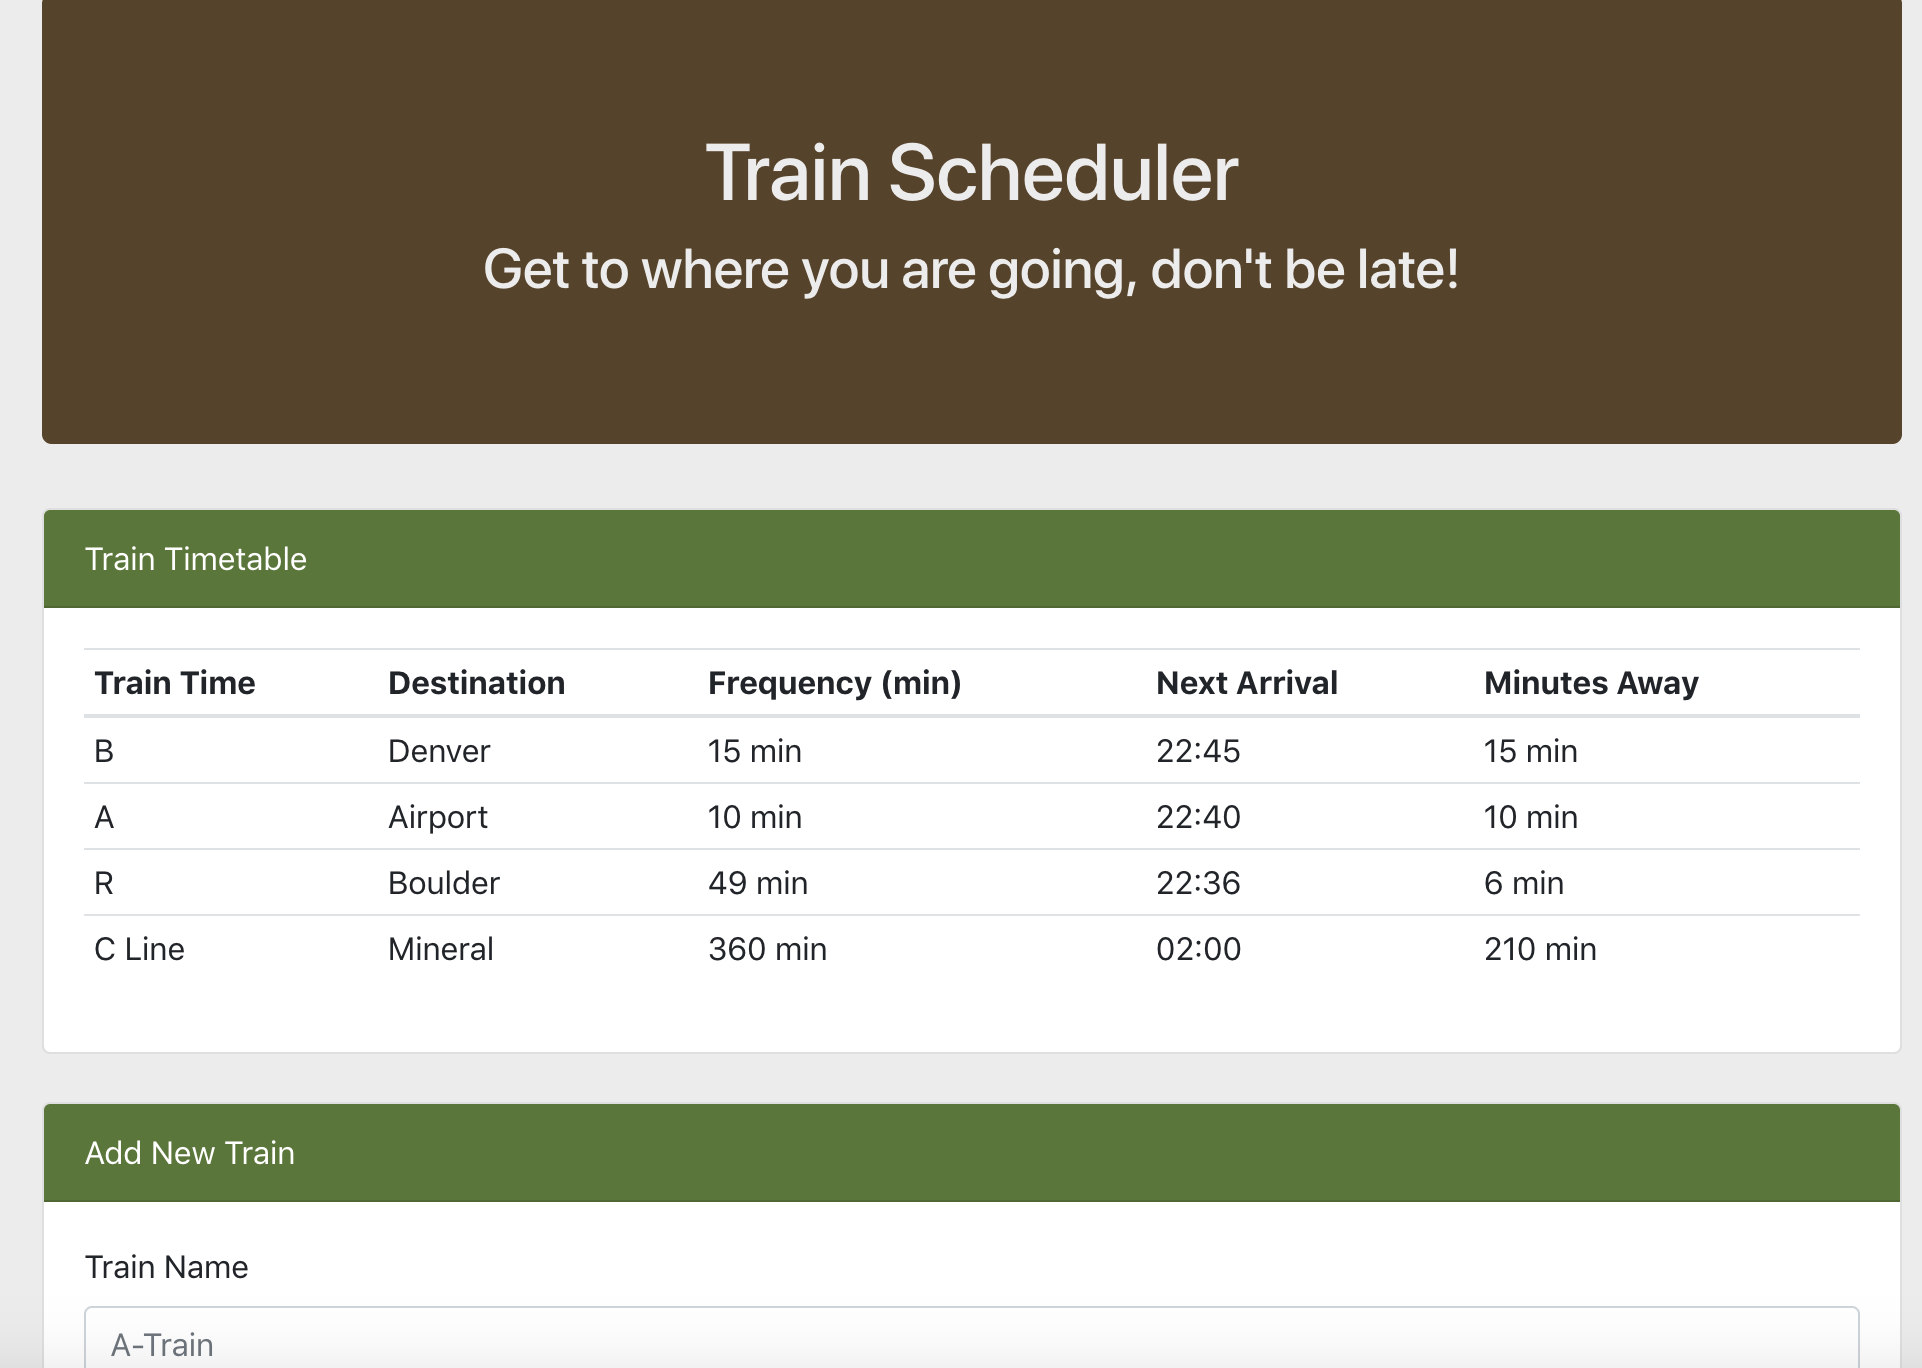 Train Scheduler
Get to where you are going, don't be late!
Train Timetable
Train Time Destination Frequency (min) Next Arrival Minutes Away
B Denver 15 min 22:45 15 min
A Airport 10 min 22:40 10 min
R Boulder 49 min 22:36 6 min
C Line Mineral 360 min 02:00 210 min
Add New Train
Train Name
A-Train